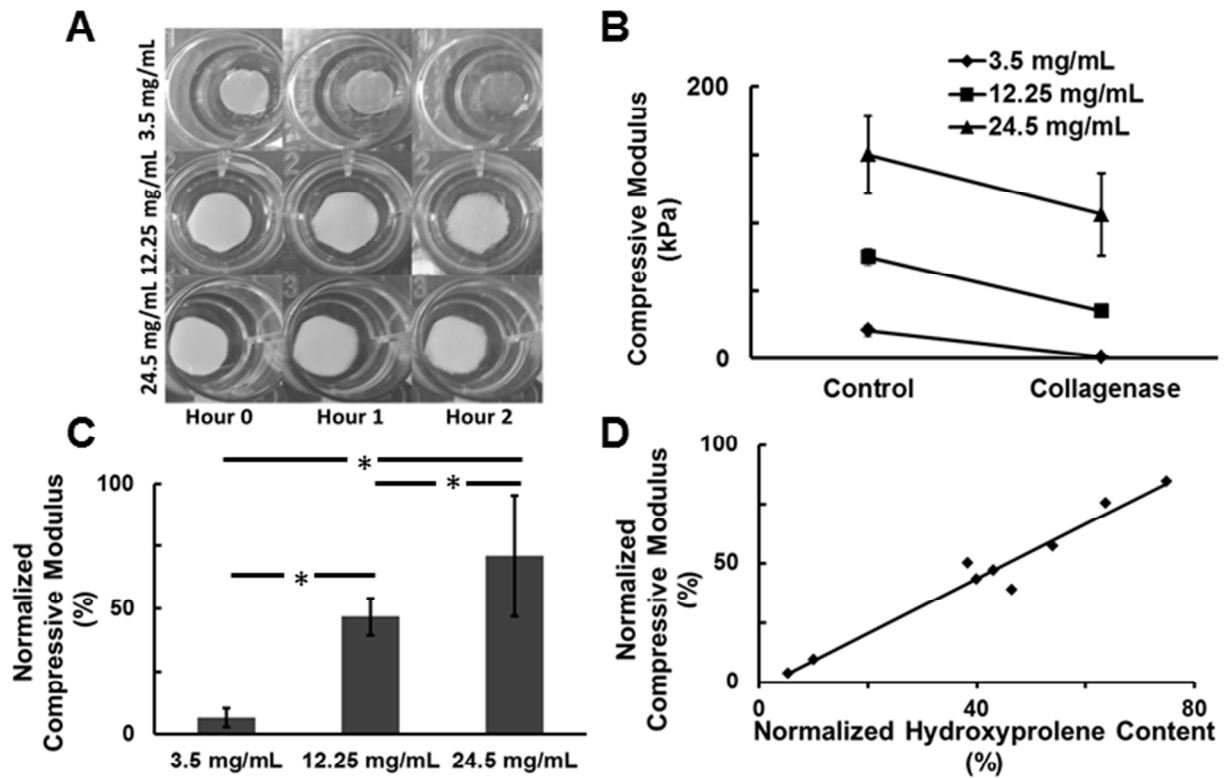 A
3.5 mg/mL
12.25 mg/mL
24.5 mg/mL
Hour 0
Hour 1
Hour 2
B
200
0
Compressive Modulus
(kPa)
3.5 mg/mL
12.25 mg/mL
24.5 mg/mL
Control
Collagenase
C
Normalized
Compressive Modulus
(%)
100
50
0
*
*
*
3.5 mg/mL
12.25 mg/mL
24.5 mg/mL
D
Normalized
Compressive Modulus
(%)
100
50
0
0
40
80
Normalized Hydroxyprolene Content
(%)